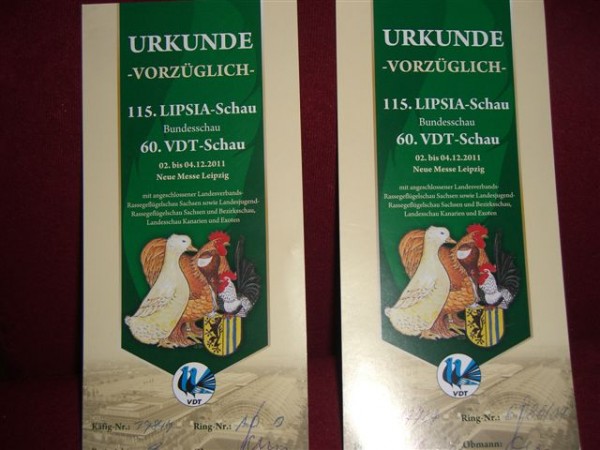 URKUNDE
-VORZÜGLICH-
115. LIPSIA-Schau
Bundesschau
60. VDT-Schau
02. bis 04.12.2011
Neue Messe Leipzig
mit angeschlossener Landesverbands-
Rassegeflügelschau Sachsen sowie Landesjugend-
Rassegeflügelschau Sachsen und Bezirksschau,
Landesschau Kanarien und Exoten
VDT
Käfig-Nr.:
Ring-Nr.:
URKUNDE
-VORZÜGLICH-
115. LIPSIA-Schau
Bundesschau
60. VDT-Schau
02. bis 04.12.2011
Neue Messe Leipzig
mit angeschlossener Landesverbands-
Rassegeflügelschau Sachsen sowie Landesjugend-
Rassegeflügelschau Sachsen und Bezirksschau,
Landesschau Kanarien und Exoten
VDT
Ring-Nr.:
Obmann: